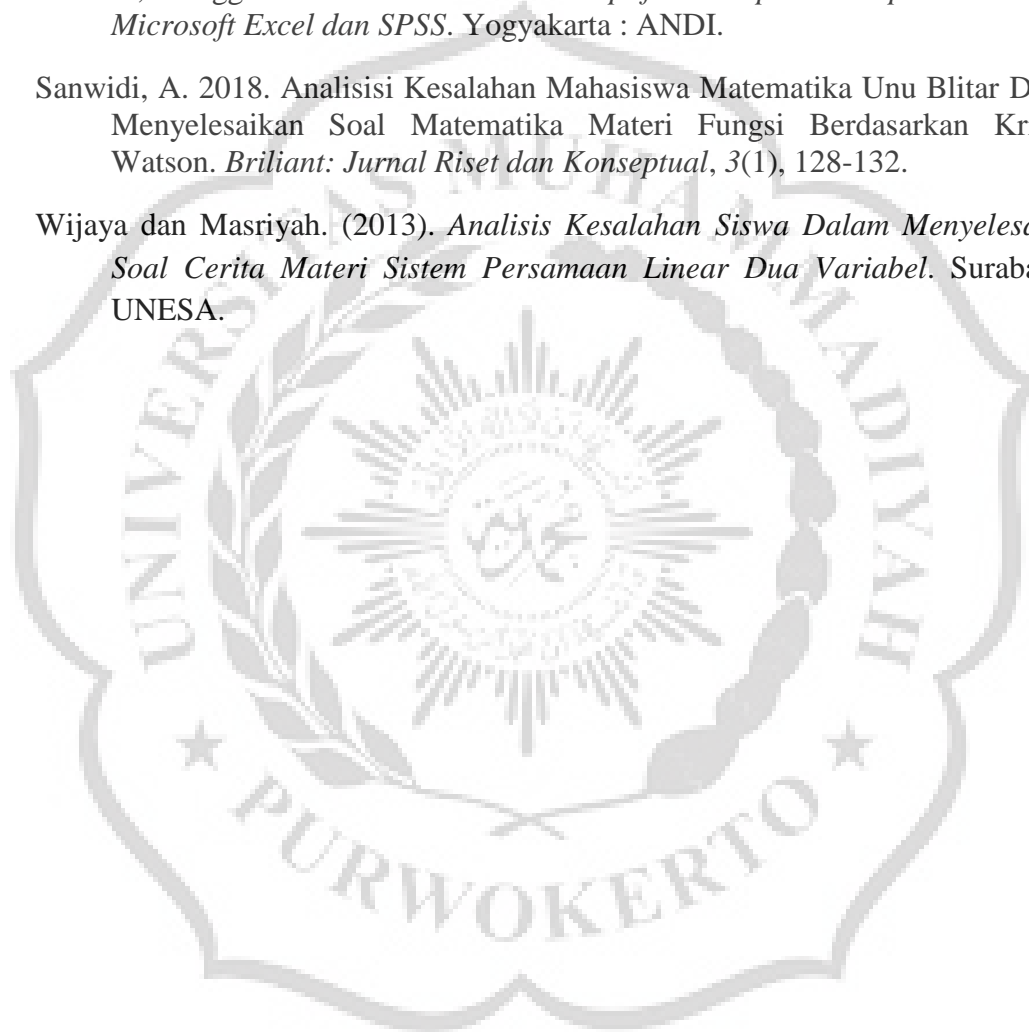 Microsoft Excel dan SPSS. Yogyakarta : ANDI.
Sanwidi, A. 2018. Analisisi Kesalahan Mahasiswa Matematika Unu Blitar D
Menyelesaikan Soal Matematika Materi Fungsi Berdasarkan Kr
Watson. Briliant: Jurnal Riset dan Konseptual, 3(1), 128-132.
Wijaya dan Masriyah. (2013). Analisis Kesalahan Siswa Dalam Menyelesa
Soal Cerita Materi Sistem Persamaan Linear Dua Variabel. Suraba
UNESA.
UNIVERSITAS MUHAMMADIYAH
PURWOKERTO